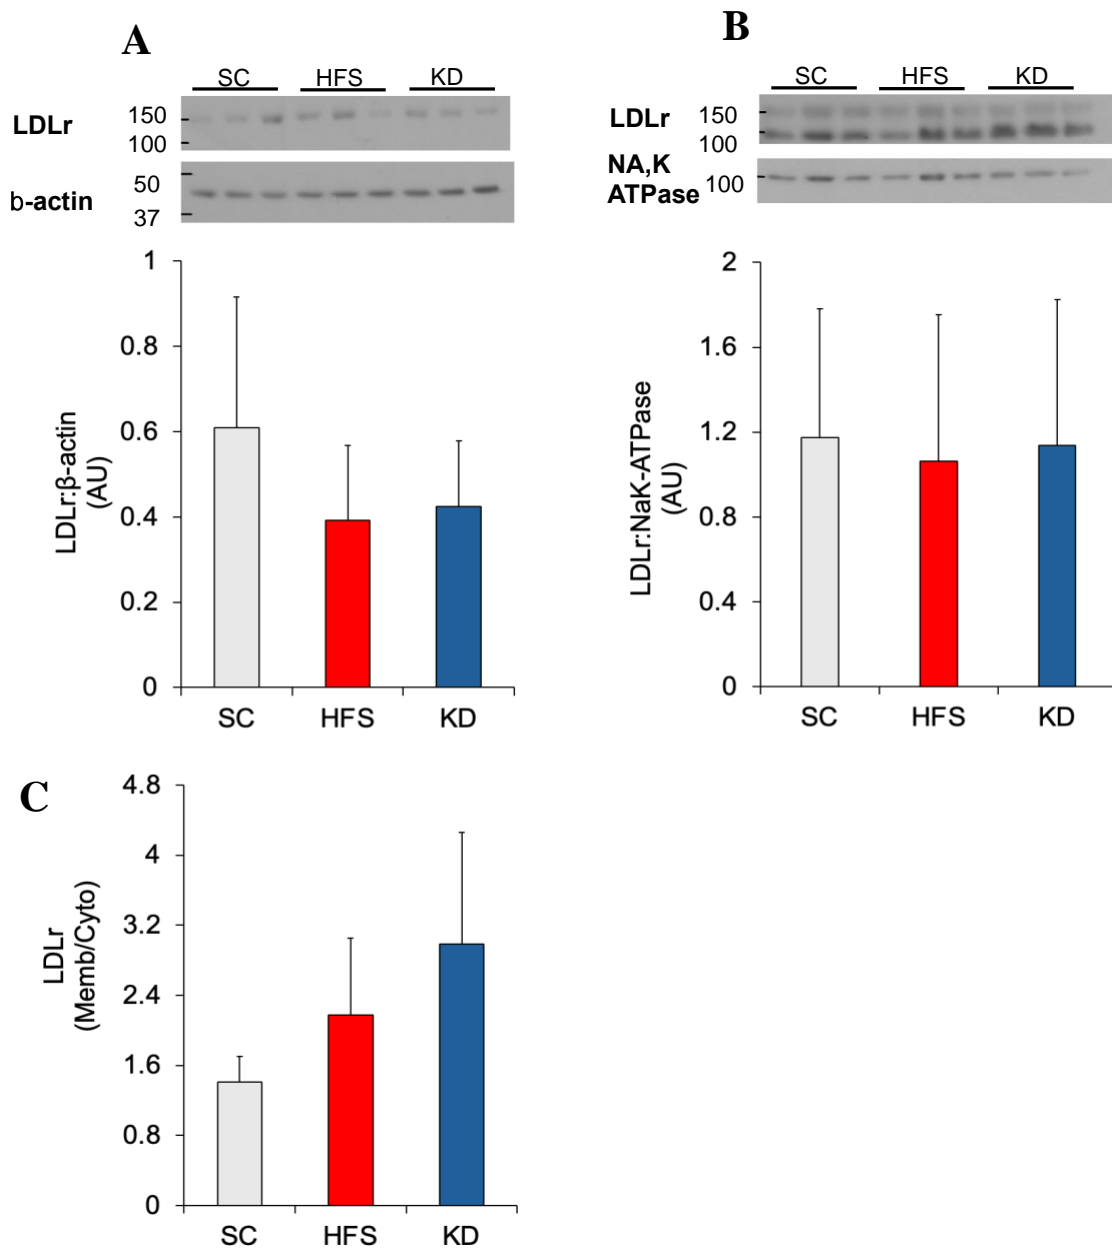 A
SC HFS KD
LDLr
150
100
b-actin
50
37
1
0.8
0.6
0.4
0.2
0
LDLr:β-actin
(AU)
SC HFS KD
B
SC HFS KD
LDLr
150
100
NA,K
ATPase
100
2
1.6
1.2
0.8
0.4
0
LDLr:NaK-ATPase
(AU)
SC HFS KD
C
4.8
4
3.2
2.4
1.6
0.8
0
LDLr
(Memb/Cyto)
SC HFS KD